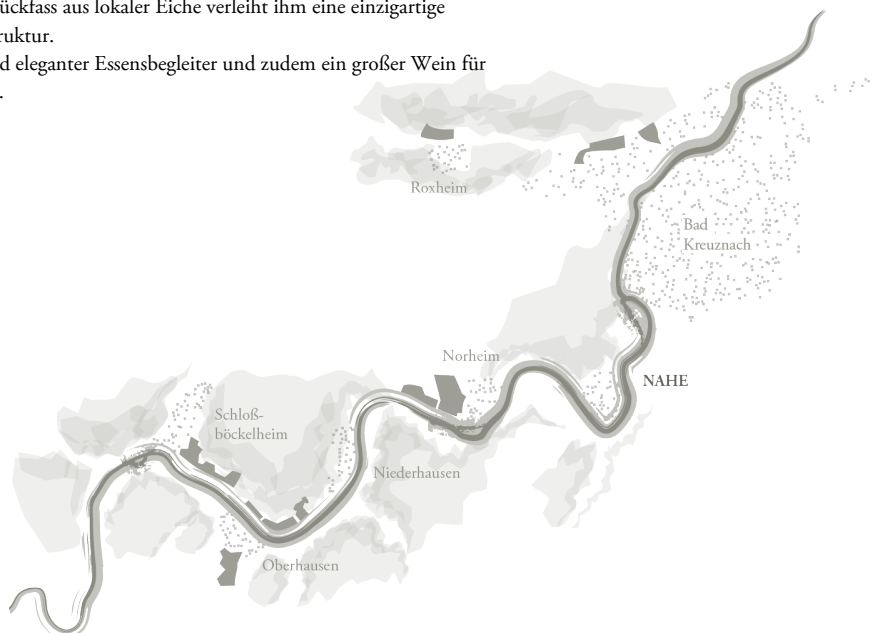 ückfass aus lokaler Eiche verleiht ihm eine einzigartige
ruktur.
d eleganter Essensbegleiter und zudem ein großer Wein für
.
Roxheim
Bad
Kreuznach
Norheim
NAHE
Schloß-
böckelheim
Niederhausen
Oberhausen